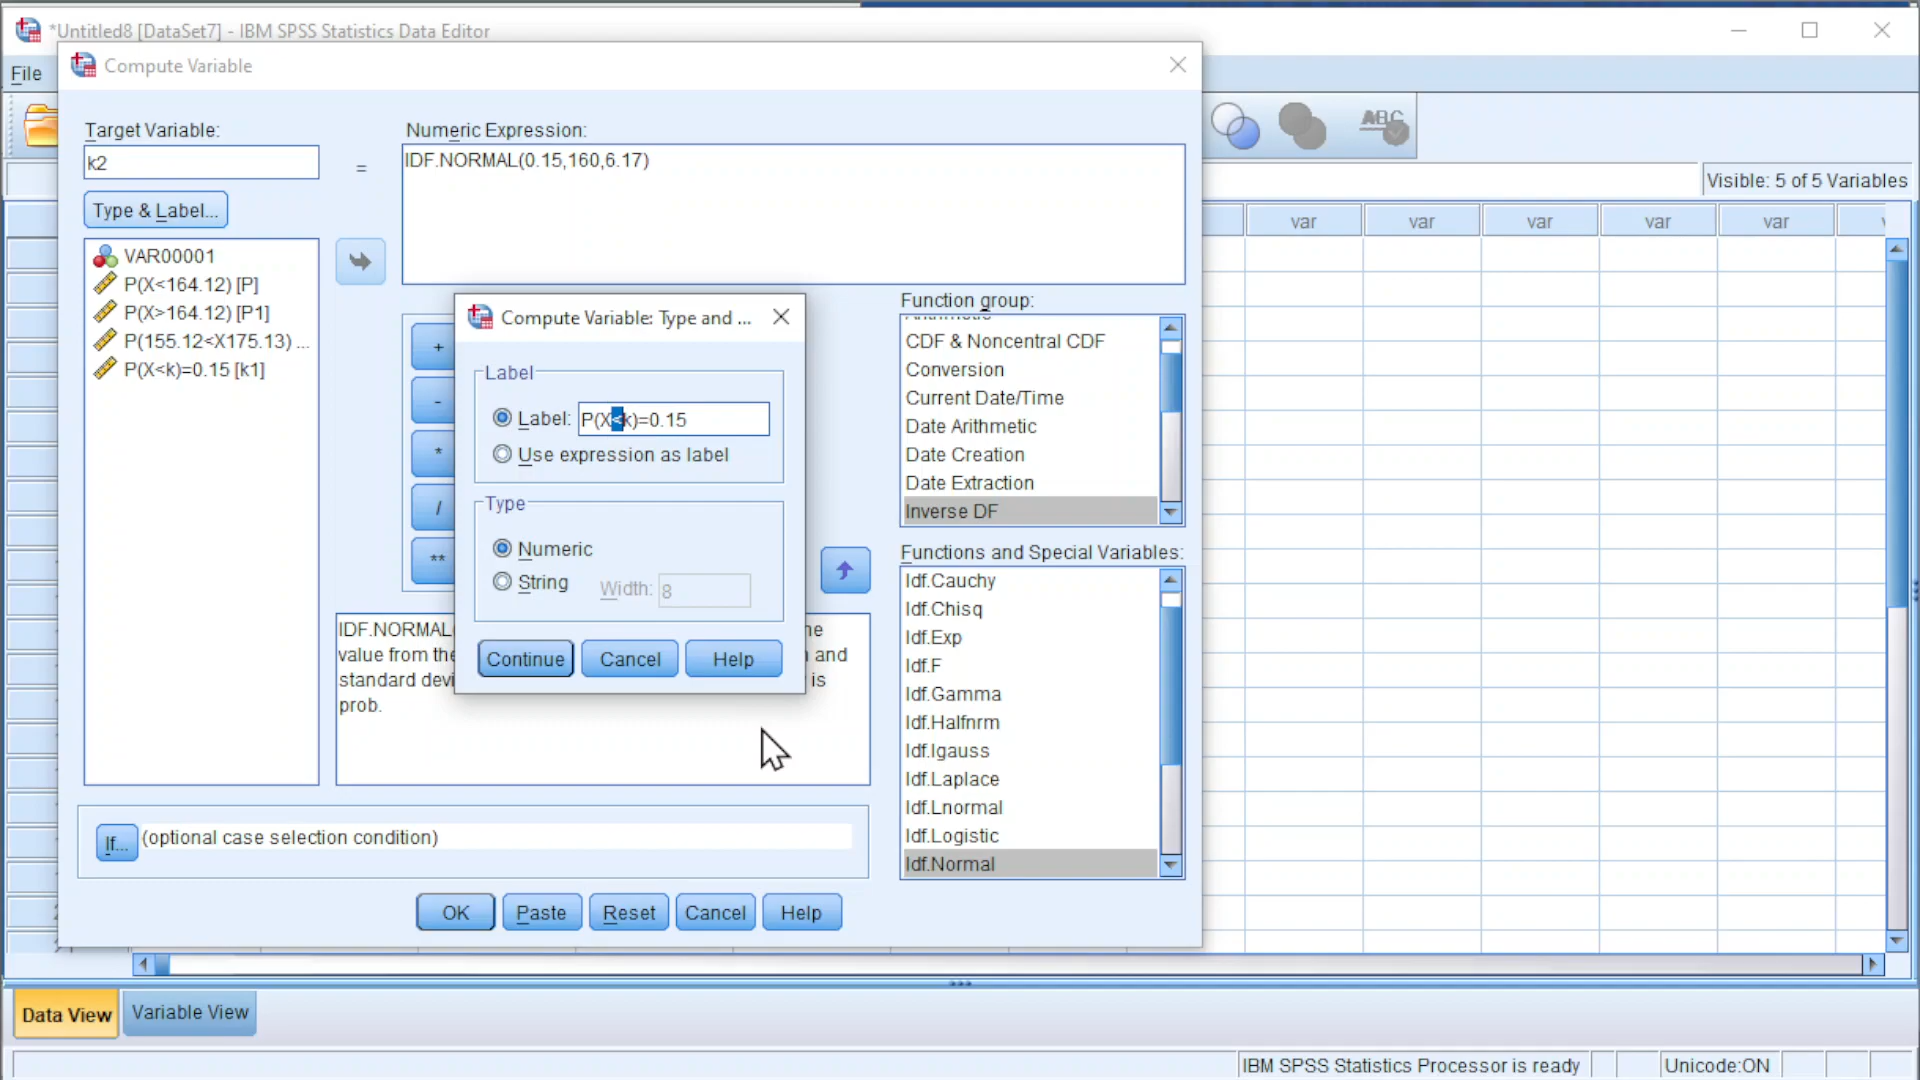 *Untitled8 [DataSet7] - IBM SPSS Statistics Data Editor
File
Compute Variable
Target Variable:
k2
=
Numeric Expression:
IDF.NORMAL(0.15,160,6.17)
Type & Label...
VAR00001
P(X<164.12) [P]
P(X>164.12) [P1]
P(155.12<X175.13) ...
P(X<k)=0.15 [k1]
+
-
*
/
**
Compute Variable: Type and ...
Label
Label: P(X<k)=0.15
Use expression as label
Type
Numeric
String
Width: 8
Continue
Cancel
Help
Function group:
CDF & Noncentral CDF
Conversion
Current Date/Time
Date Arithmetic
Date Creation
Date Extraction
Inverse DF
Functions and Special Variables:
Idf.Cauchy
Idf.Chisq
Idf.Exp
Idf.F
Idf.Gamma
Idf.Halfnrm
Idf.Igauss
Idf.Laplace
Idf.Lnormal
Idf.Logistic
Idf.Normal
IDF.NORMAL
value from the and
standard is
prob.
If... (optional case selection condition)
OK
Paste
Reset
Cancel
Help
ABC
Visible: 5 of 5 Variables
var
var
var
var
var
Data View
Variable View
IBM SPSS Statistics Processor is ready
Unicode:ON